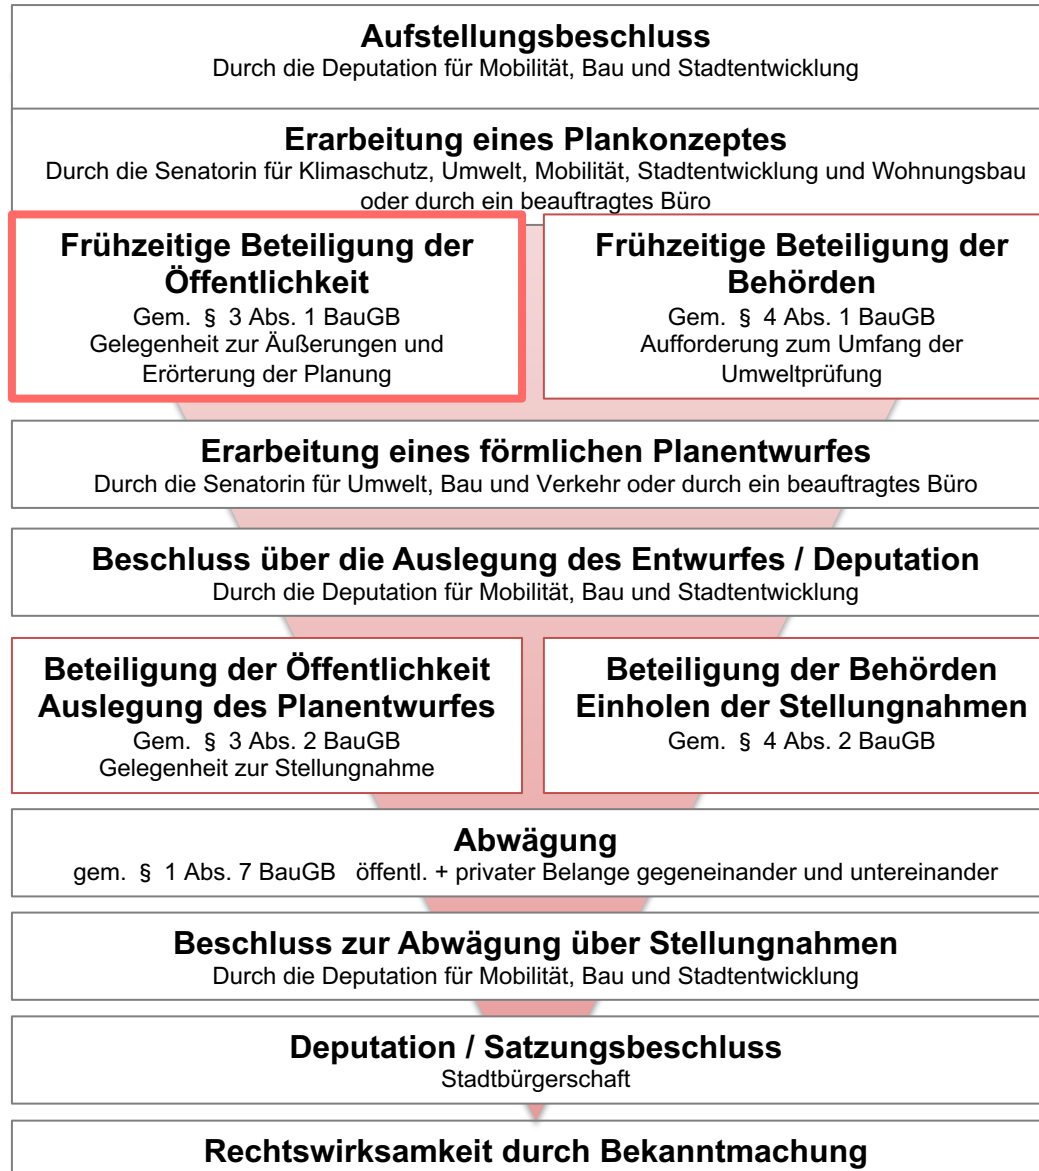 Aufstellungsbeschluss
Durch die Deputation für Mobilität, Bau und Stadtentwicklung
Erarbeitung eines Plankonzeptes
Durch die Senatorin für Klimaschutz, Umwelt, Mobilität, Stadtentwicklung und Wohnungsbau
oder durch ein beauftragtes Büro
Frühzeitige Beteiligung der
Öffentlichkeit
Gem. § 3 Abs. 1 BauGB
Gelegenheit zur Äußerungen und
Erörterung der Planung
Frühzeitige Beteiligung der
Behörden
Gem. § 4 Abs. 1 BauGB
Aufforderung zum Umfang der
Umweltprüfung
Erarbeitung eines förmlichen Planentwurfes
Durch die Senatorin für Umwelt, Bau und Verkehr oder durch ein beauftragtes Büro
Beschluss über die Auslegung des Entwurfes / Deputation
Durch die Deputation für Mobilität, Bau und Stadtentwicklung
Beteiligung der Öffentlichkeit
Auslegung des Planentwurfes
Gem. § 3 Abs. 2 BauGB
Gelegenheit zur Stellungnahme
Beteiligung der Behörden
Einholen der Stellungnahmen
Gem. § 4 Abs. 2 BauGB
Abwägung
gem. § 1 Abs. 7 BauGB öffentl. + privater Belange gegeneinander und untereinander
Beschluss zur Abwägung über Stellungnahmen
Durch die Deputation für Mobilität, Bau und Stadtentwicklung
Deputation / Satzungsbeschluss
Stadtbürgerschaft
Rechtswirksamkeit durch Bekanntmachung